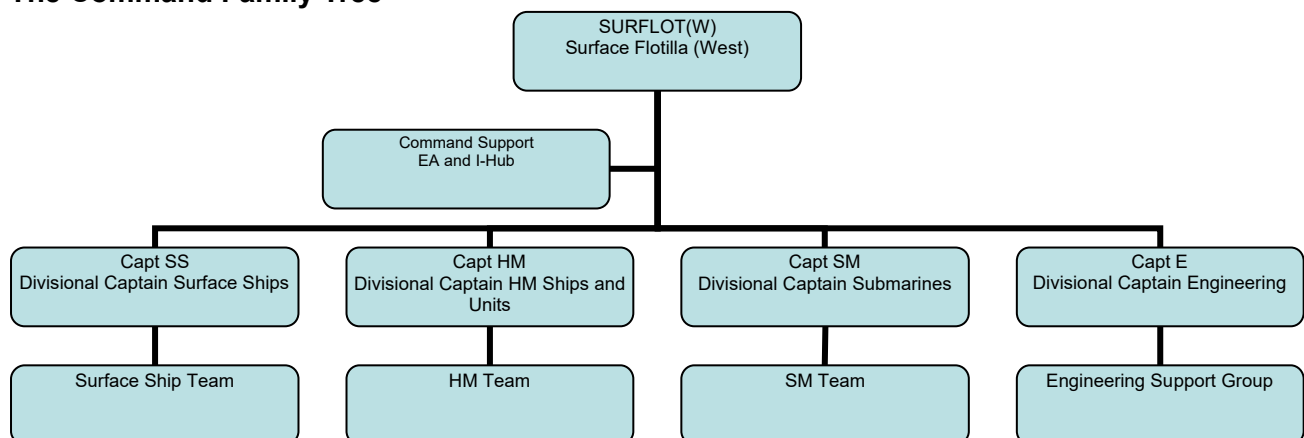 The Command Family Tree
SURFLOT(W)
Surface Flotilla (West)
Command Support
EA and I-Hub
Capt SS
Divisional Captain Surface Ships
Capt HM
Divisional Captain HM Ships and
Units
Capt SM
Divisional Captain Submarines
Capt E
Divisional Captain Engineering
Surface Ship Team
HM Team
SM Team
Engineering Support Group